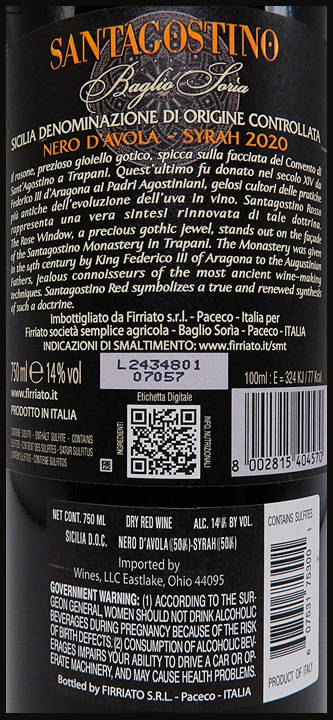 SANTAGOSTINO
Baglio Sorìa
SICILIA DENOMINAZIONE DI ORIGINE CONTROLLATA
NERO D'AVOLA - SYRAH 2020
Il rosone, prezioso gioiello gotico, spicca sulla facciata del Convento di
Sant'Agostino a Trapani. Quest'ultimo fu donato nel secolo XIV da
Federico III d'Aragona ai Padri Agostiniani, gelosi cultori delle pratiche
più antiche dell'evoluzione dell'uva in vino. Santagostino Rosso
rappresenta una vera sintesi rinnovata di tale dottrina.
The Rose Window, a precious gothic jewel, stands out on the façade
of the Santagostino Monastery in Trapani. The Monastery was given
in the 14th century by King Federico III of Aragona to the Augustinian
Fathers, jealous connoisseurs of the most ancient wine-making
techniques. Santagostino Red symbolizes a true and renewed synthesis
of such a doctrine.
Imbottigliato da Firriato s.r.l. - Paceco - Italia per
Firriato società semplice agricola - Baglio Sorìa - Paceco - ITALIA
INDICAZIONI DI SMALTIMENTO: www.firriato.it/smt
750 ml ℮ 14% vol
L2434801
07057
100ml : E = 324 KJ / 77 Kcal
www.firriato.it
PRODOTTO IN ITALIA
Etichetta Digitale
INGREDIENTI
INFO. NUTRIZIONALI
CONTIENE SOLFITI - ENTHÄLT SULFITE - CONTAINS
8 002815 404570
NET CONT. 750 ML DRY RED WINE ALC. 14% BY VOL.
SICILIA D.O.C. NERO D'AVOLA (50%)-SYRAH (50%)
Imported by
Wines, LLC Eastlake, Ohio 44095
GOVERNMENT WARNING: (1) ACCORDING TO THE SUR-
GEON GENERAL, WOMEN SHOULD NOT DRINK ALCOHOLIC
BEVERAGES DURING PREGNANCY BECAUSE OF THE RISK
OF BIRTH DEFECTS. (2) CONSUMPTION OF ALCOHOLIC BEV-
ERAGES IMPAIRS YOUR ABILITY TO DRIVE A CAR OR OP-
ERATE MACHINERY, AND MAY CAUSE HEALTH PROBLEMS.
Bottled by FIRRIATO S.R.L. - Paceco - ITALIA
CONTAINS SULFITES
6 07531 75300 1
PRODUCT OF ITALY